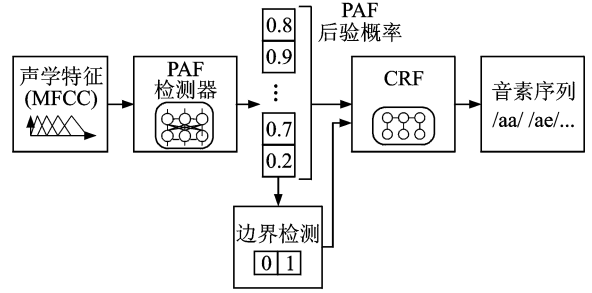 声学特征
(MFCC)
PAF
检测器
0.8
0.9
⋮
0.7
0.2
PAF
后验概率
边界检测
0 1
CRF
音素序列
/aa/ /ae/...